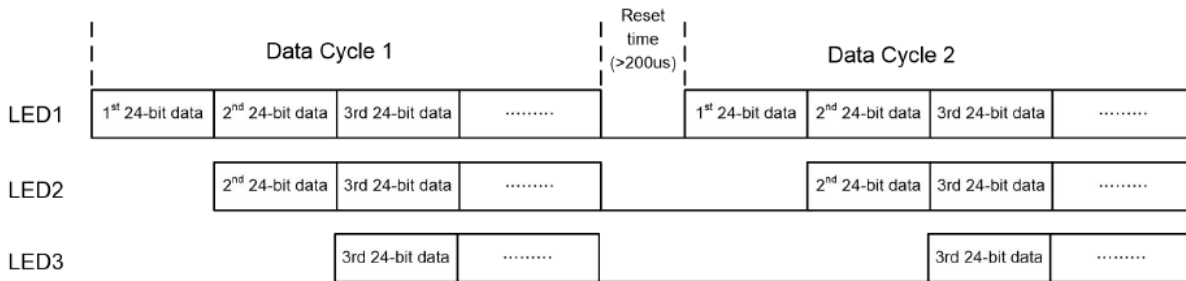 Reset
time
(>200us)
Data Cycle 1
Data Cycle 2
LED1
1st 24-bit data 2nd 24-bit data 3rd 24-bit data ......... 1st 24-bit data 2nd 24-bit data 3rd 24-bit data .........
LED2
2nd 24-bit data 3rd 24-bit data ......... 2nd 24-bit data 3rd 24-bit data .........
LED3
3rd 24-bit data ......... 3rd 24-bit data .........